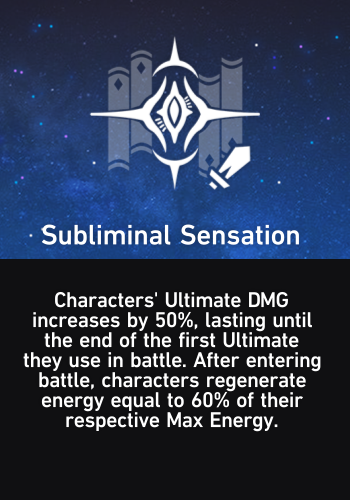 Subliminal Sensation
Characters' Ultimate DMG
increases by 50%, lasting until
the end of the first Ultimate
they use in battle. After entering
battle, characters regenerate
energy equal to 60% of their
respective Max Energy.